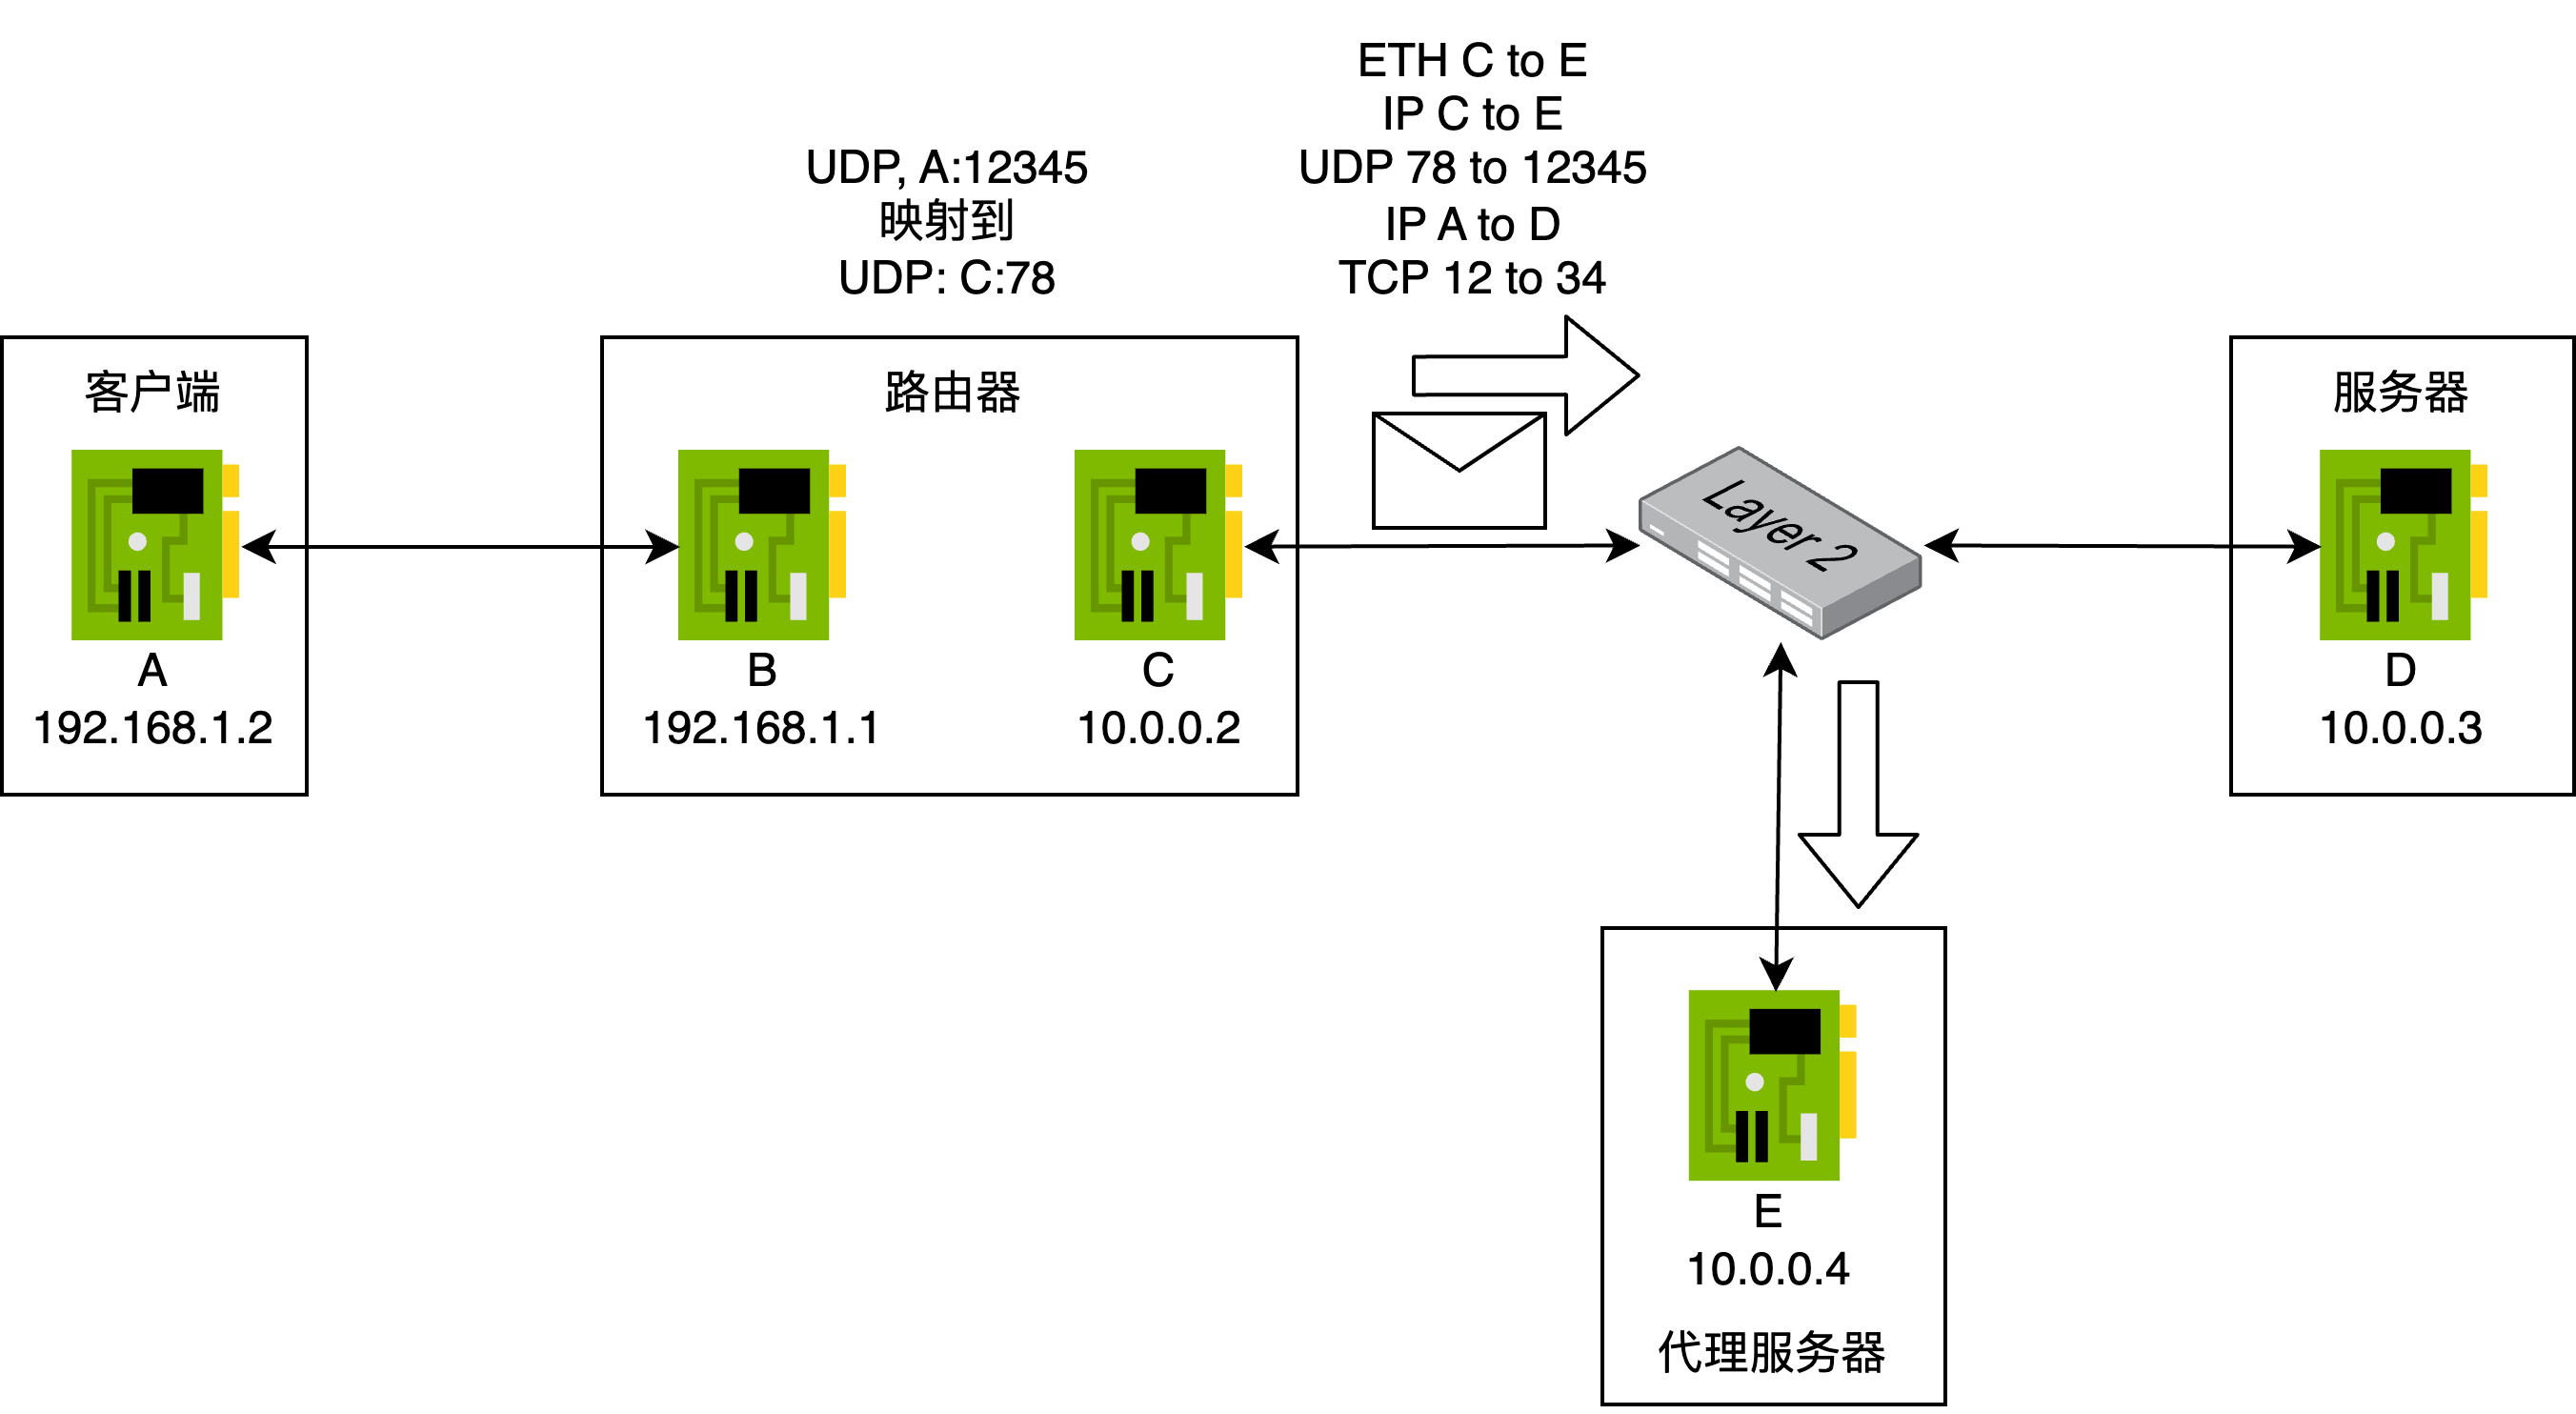 ETH C to E
IP C to E
UDP 78 to 12345
IP A to D
TCP 12 to 34
UDP, A:12345
映射到
UDP: C:78
客户端
A
192.168.1.2
路由器
B
192.168.1.1
C
10.0.0.2
Layer 2
服务器
D
10.0.0.3
E
10.0.0.4
代理服务器